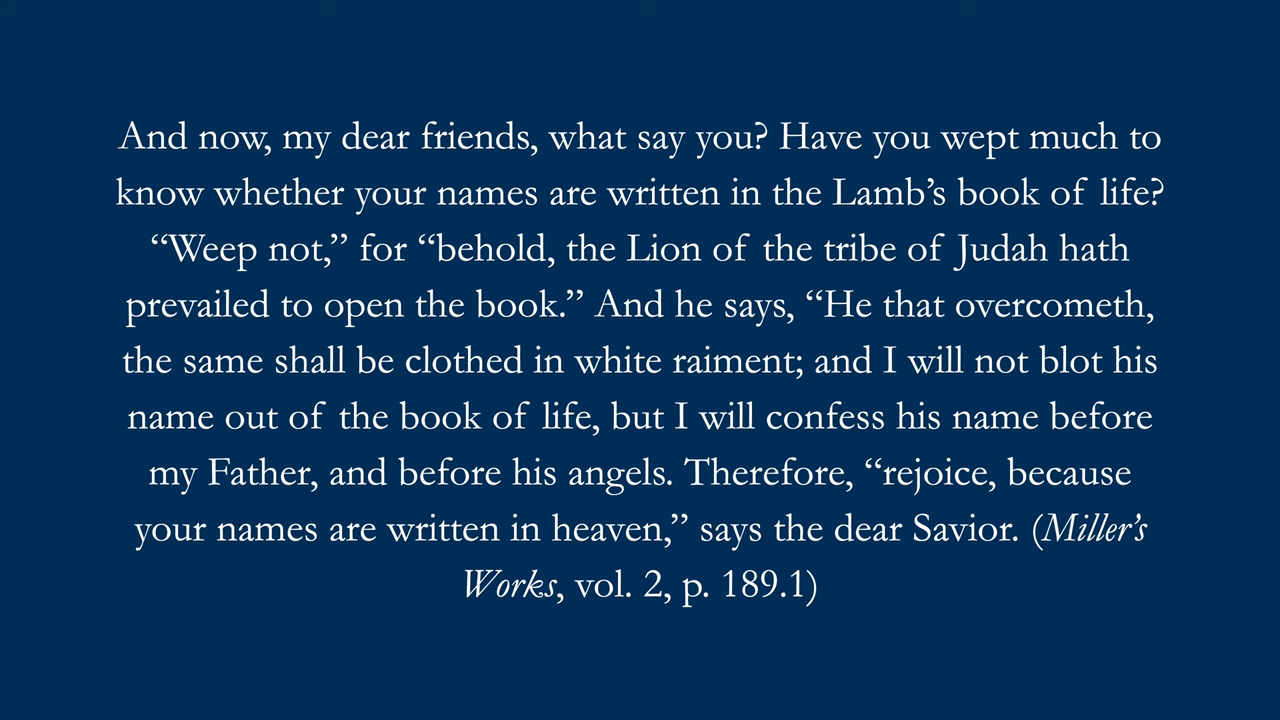 And now, my dear friends, what say you? Have you wept much to
know whether your names are written in the Lamb’s book of life?
“Weep not,” for “behold, the Lion of the tribe of Judah hath
prevailed to open the book.” And he says, “He that overcometh,
the same shall be clothed in white raiment; and I will not blot his
name out of the book of life, but I will confess his name before
my Father, and before his angels. Therefore, “rejoice, because
your names are written in heaven,” says the dear Savior. (Miller’s
Works, vol. 2, p. 189.1)